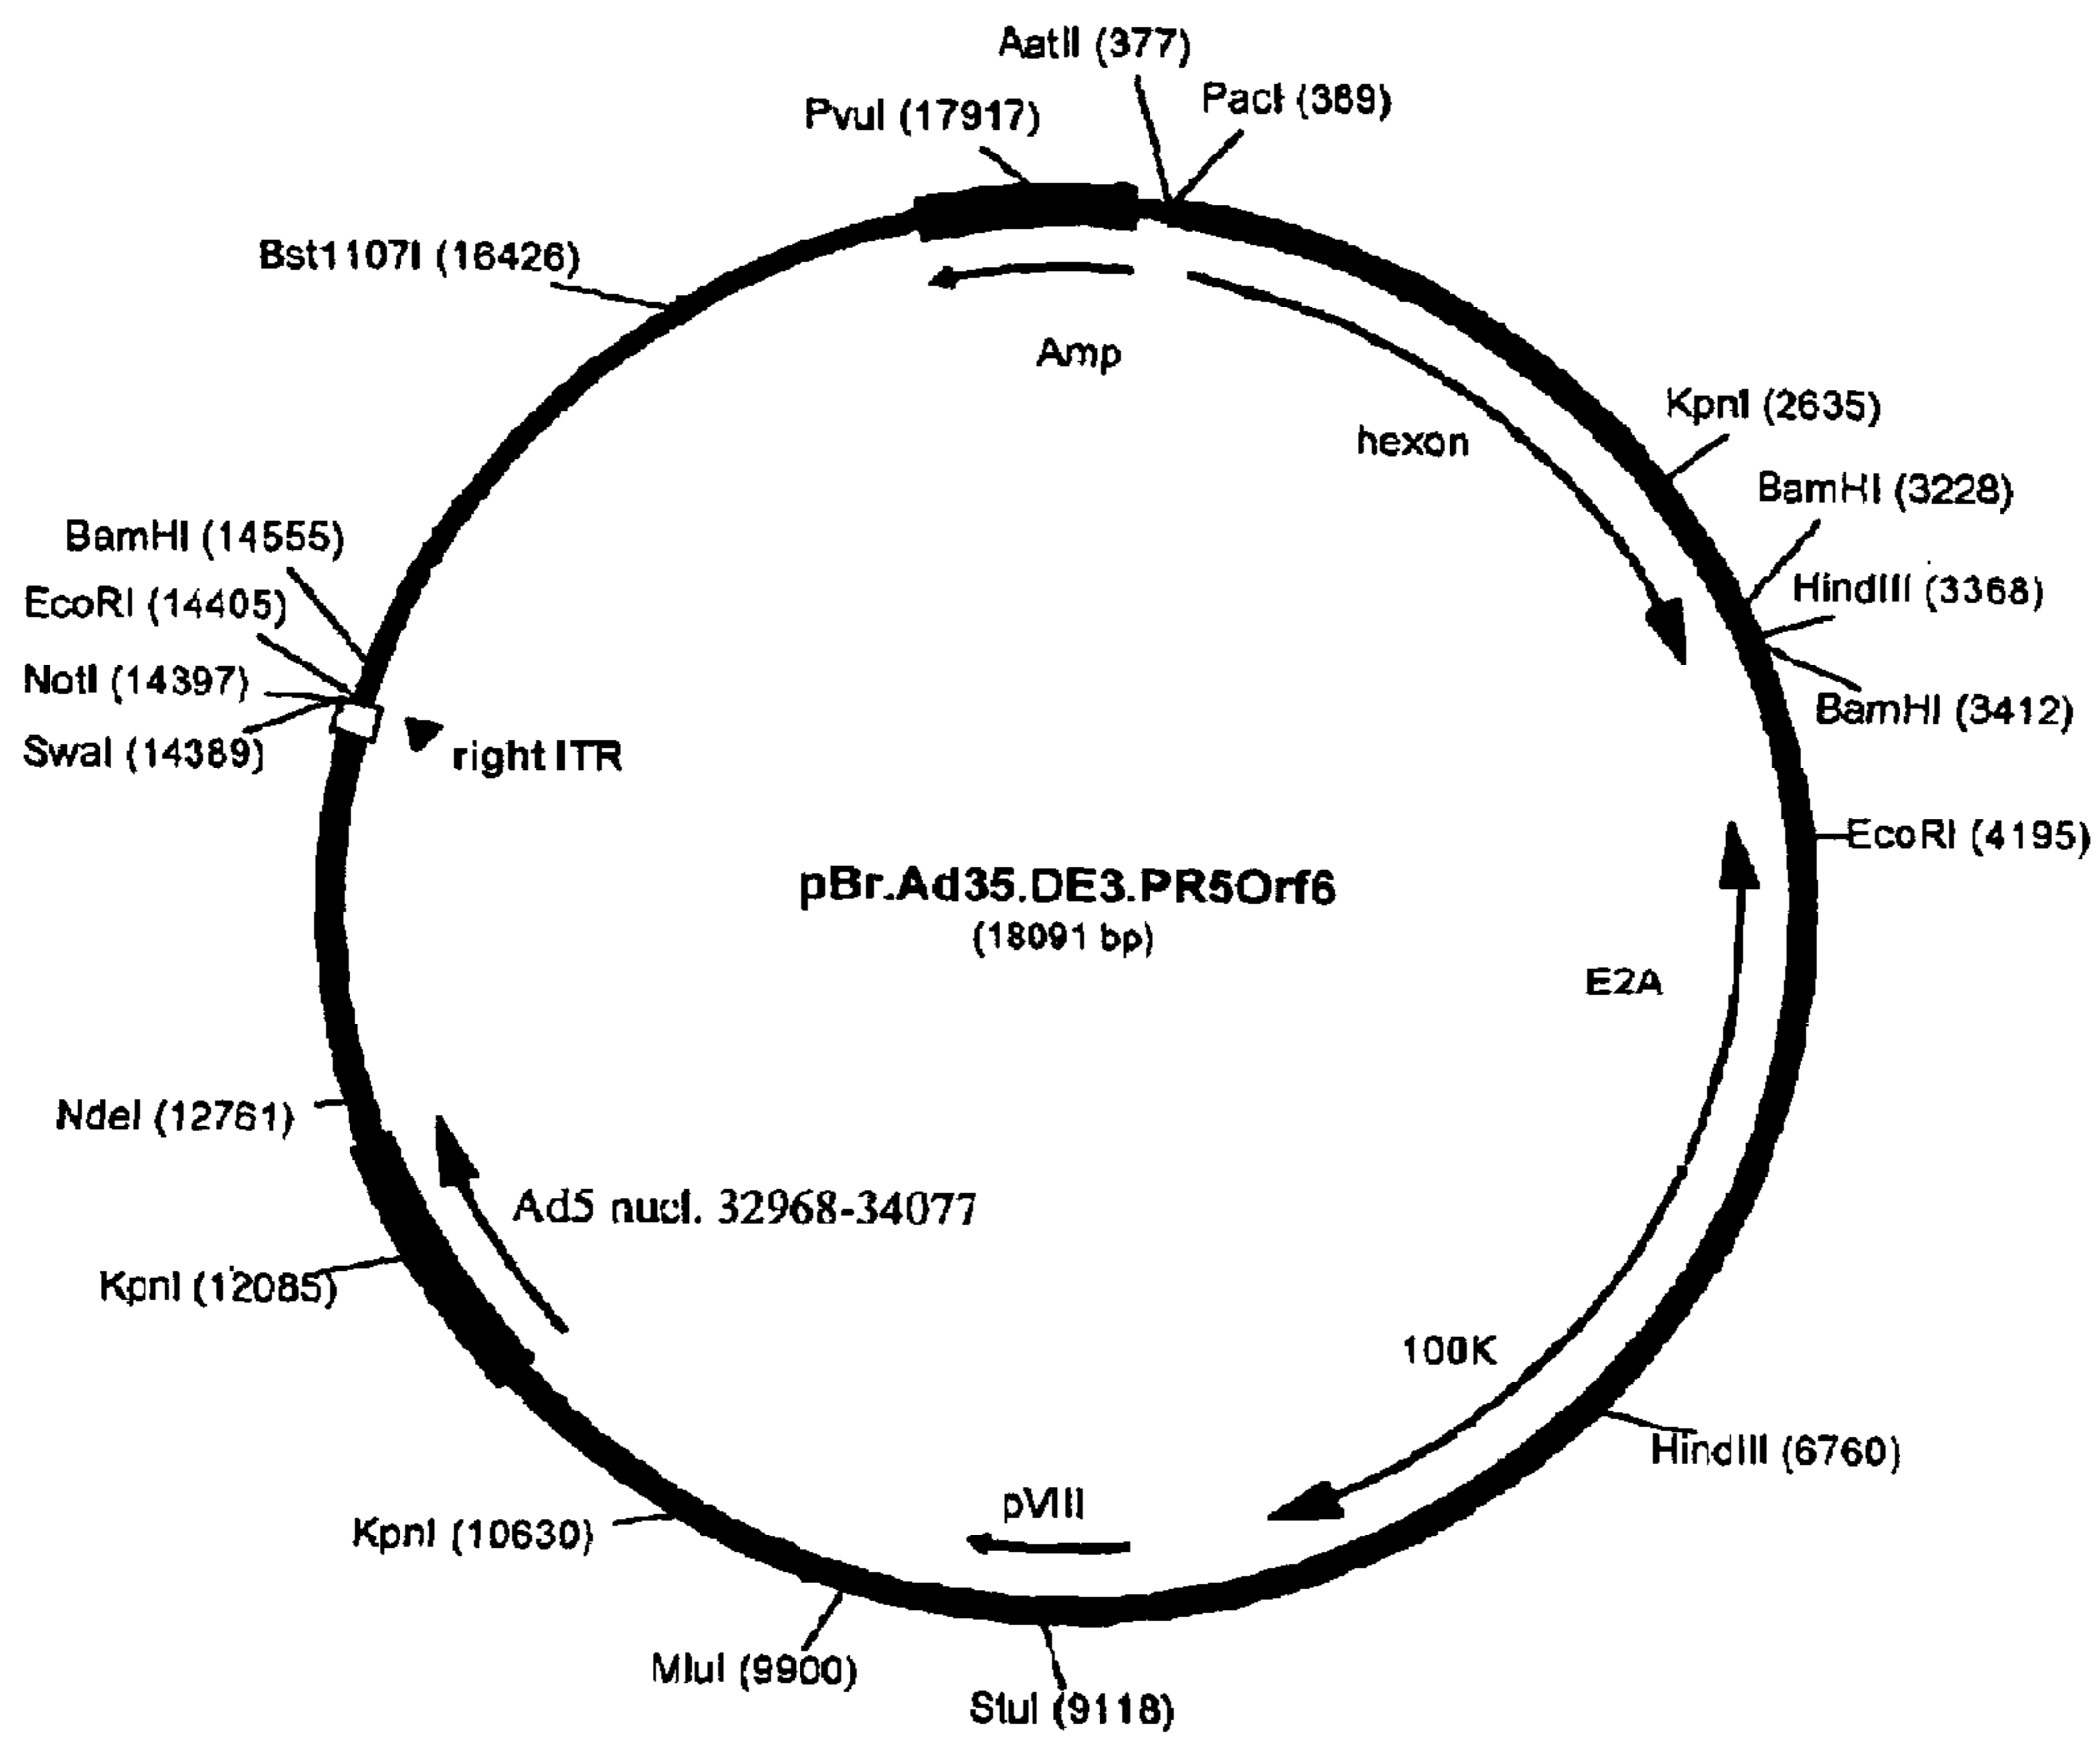 AatII (377)
PacI (389)
PvuI (17917)
Bst1107I (16426)
Amp
KpnI (2635)
hexon
BamHI (3228)
BamHI (14555)
HindIII (3368)
EcoRI (14405)
NotI (14397)
BamHI (3412)
SwaI (14389)
right ITR
EcoRI (4195)
pBr.Ad35.DE3.PR5Orf6
(18091 bp)
E2A
NdeI (12761)
Ad5 nucl. 32968-34077
KpnI (12085)
100K
HindIII (6760)
pVIII
KpnI (10630)
MluI (9900)
StuI (9118)